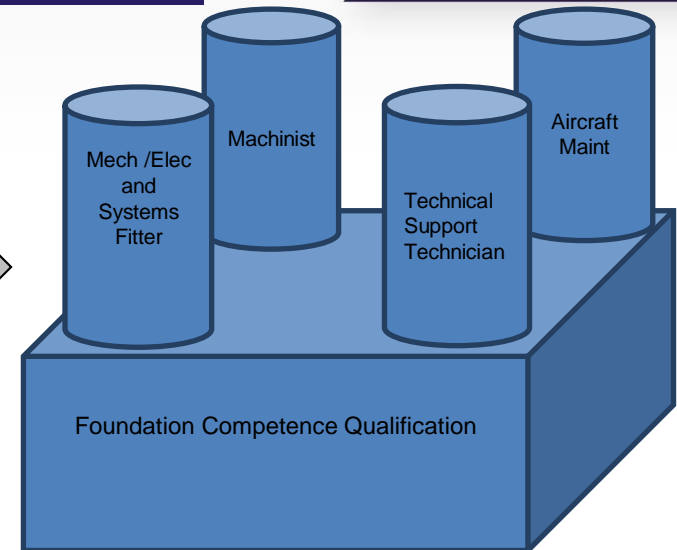 Mech /Elec
and
Systems
Fitter
Machinist
Technical
Support
Technician
Aircraft
Maint
Foundation Competence Qualification